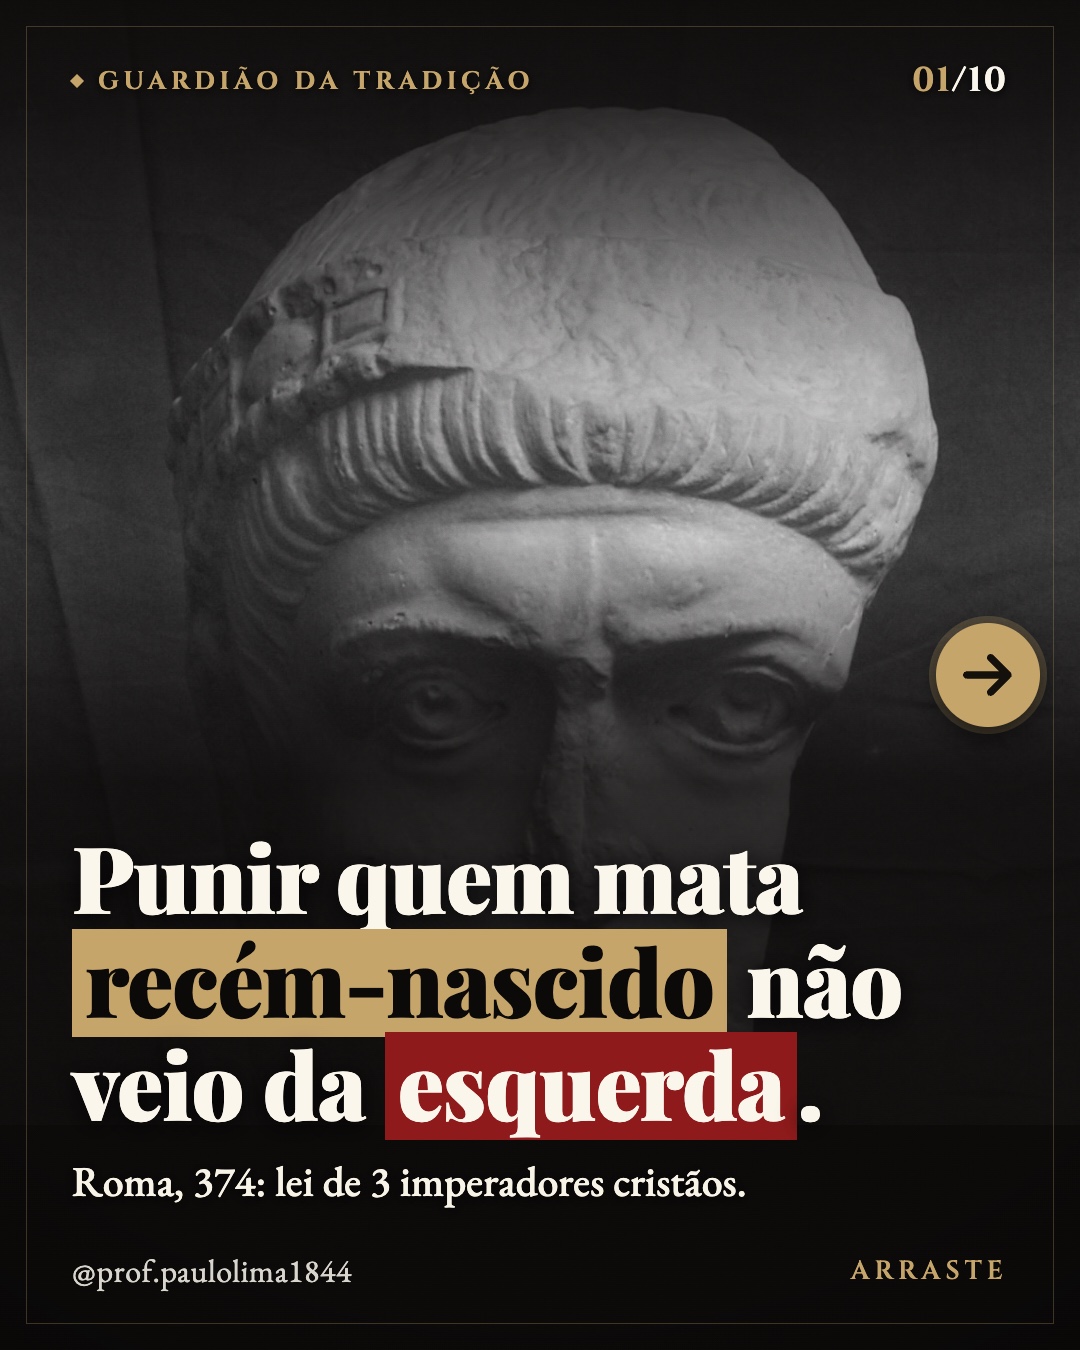 GUARDIÃO DA TRADIÇÃO
01/10
Punir quem mata
recém-nascido não
veio da esquerda.
Roma, 374: lei de 3 imperadores cristãos.
@prof.paulolima1844
ARRASTE